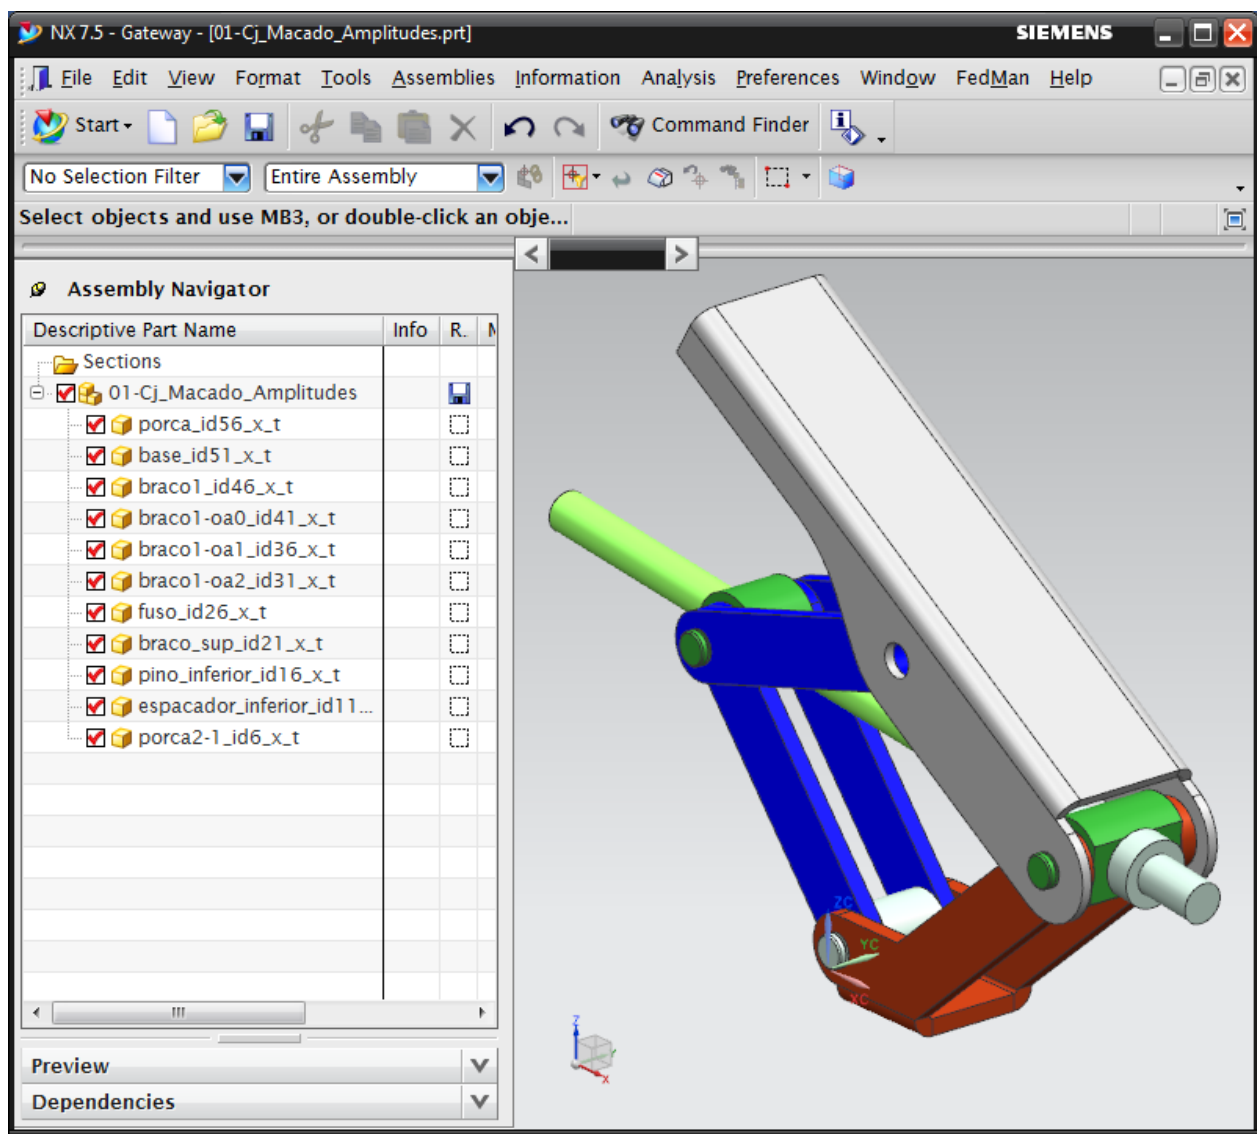 NX 7.5 - Gateway - [01-Cj_Macado_Amplitudes.prt] SIEMENS
File Edit View Format Tools Assemblies Information Analysis Preferences Window FedMan Help
Start Command Finder
No Selection Filter Entire Assembly
Select objects and use MB3, or double-click an obje...
Assembly Navigator
Descriptive Part Name Info R.
Sections
01-Cj_Macado_Amplitudes
porca_id56_x_t
base_id51_x_t
braco1_id46_x_t
braco1-oa0_id41_x_t
braco1-oa1_id36_x_t
braco1-oa2_id31_x_t
fuso_id26_x_t
braco_sup_id21_x_t
pino_inferior_id16_x_t
espacador_inferior_id11...
porca2-1_id6_x_t
ZC
YC
XC
Z
Y
X
Preview
Dependencies